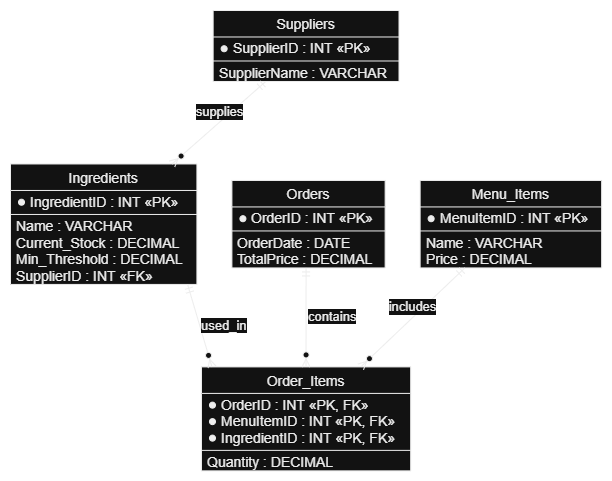 Suppliers
SupplierID : INT «PK»
SupplierName : VARCHAR
supplies
Ingredients
IngredientID : INT «PK»
Name : VARCHAR
Current_Stock : DECIMAL
Min_Threshold : DECIMAL
SupplierID : INT «FK»
Orders
OrderID : INT «PK»
OrderDate : DATE
TotalPrice : DECIMAL
Menu_Items
MenuItemID : INT «PK»
Name : VARCHAR
Price : DECIMAL
used_in
contains
includes
Order_Items
OrderID : INT «PK, FK»
MenuItemID : INT «PK, FK»
IngredientID : INT «PK, FK»
Quantity : DECIMAL